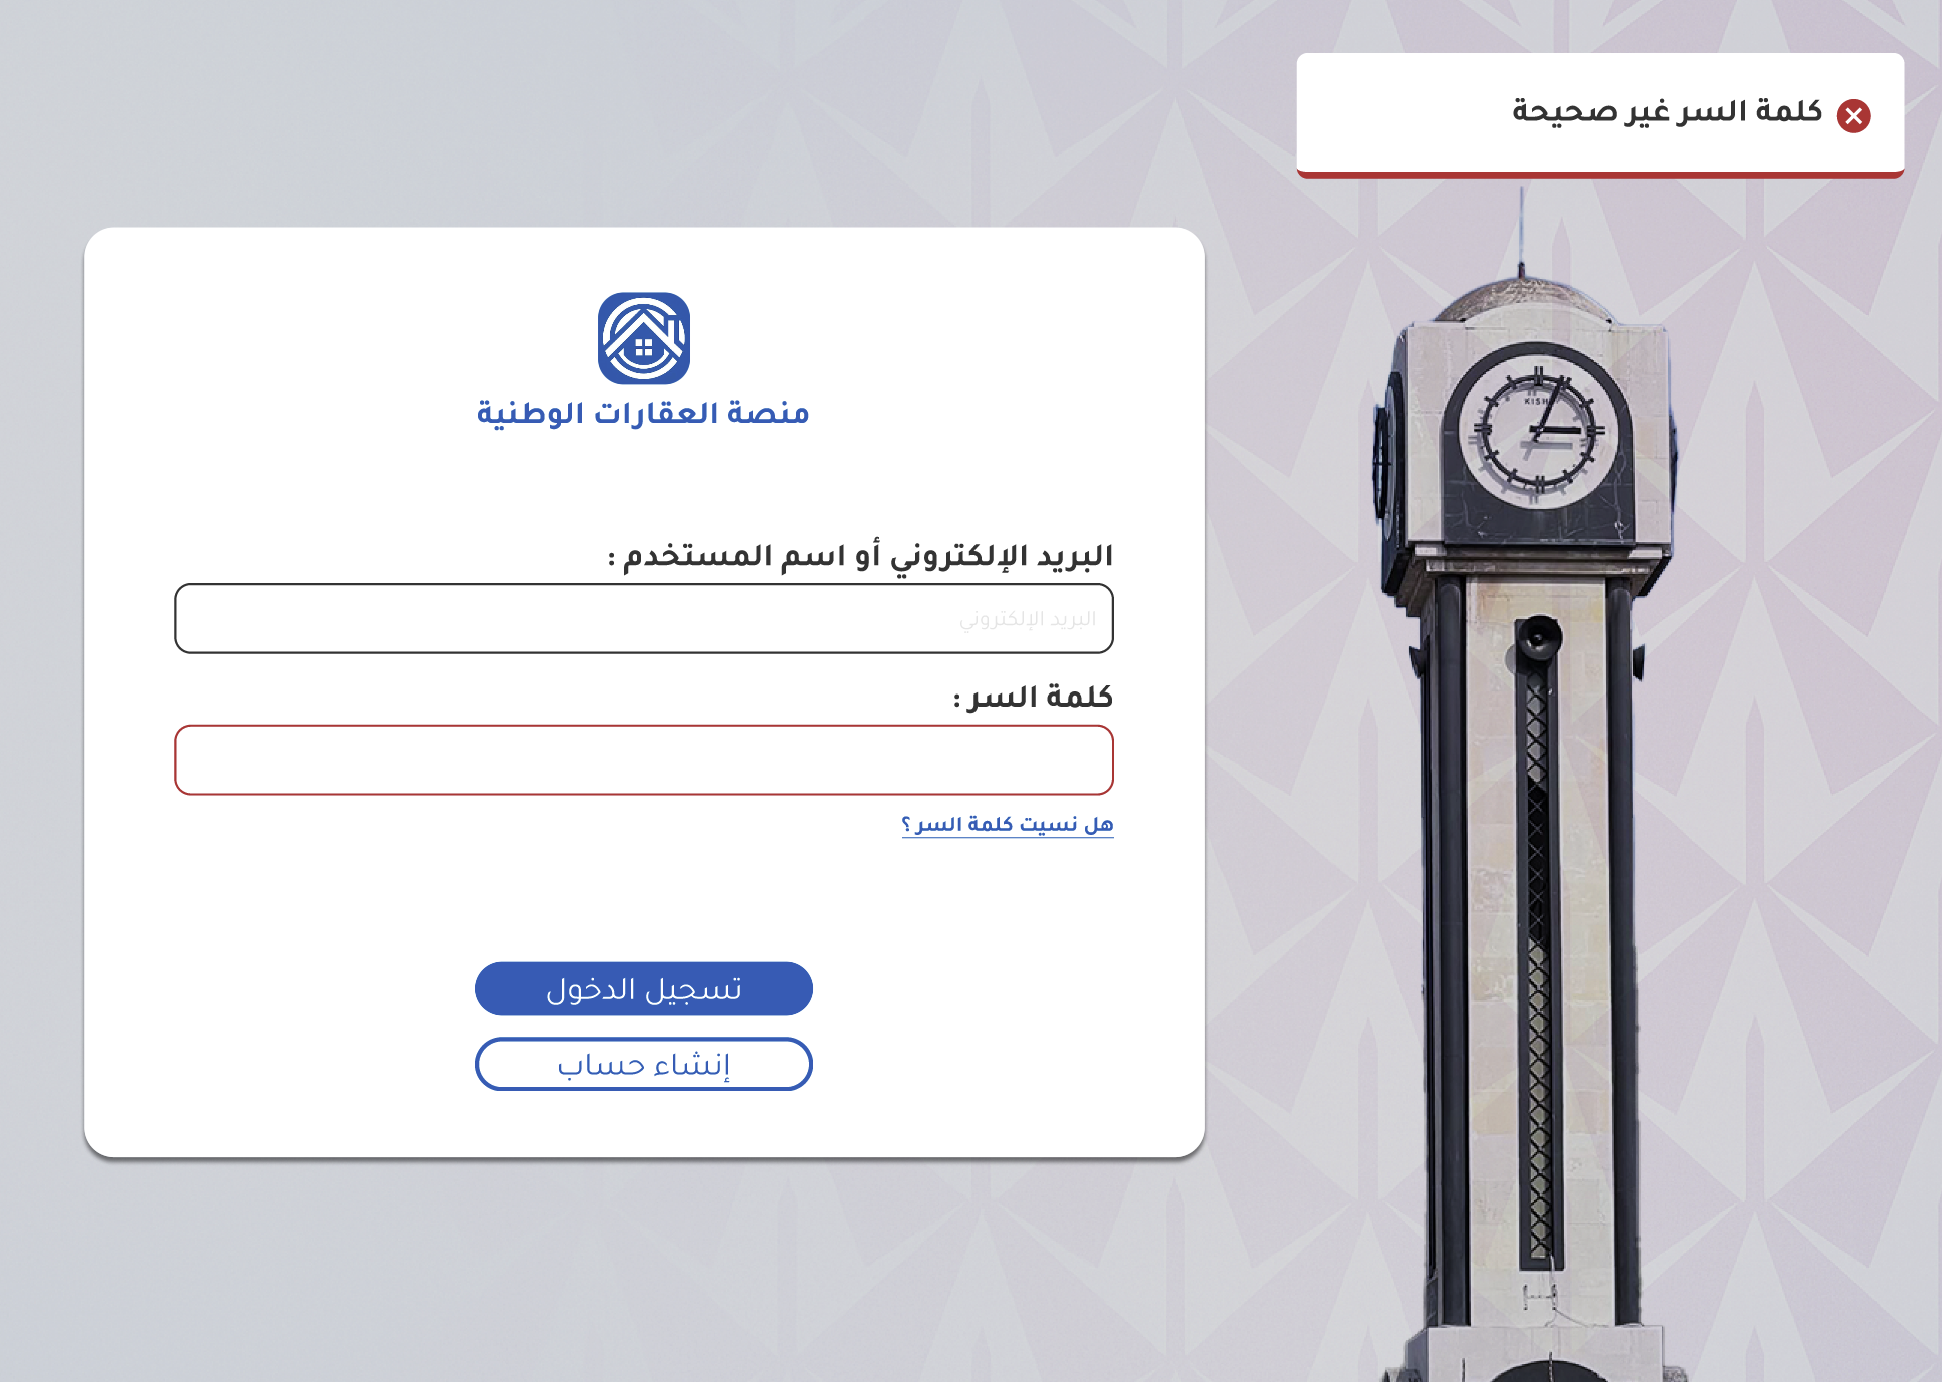 كلمة السر غير صحيحة
منصة العقارات الوطنية
البريد الإلكتروني أو اسم المستخدم :
البريد الإلكتروني
كلمة السر :
هل نسيت كلمة السر ؟
تسجيل الدخول
إنشاء حساب